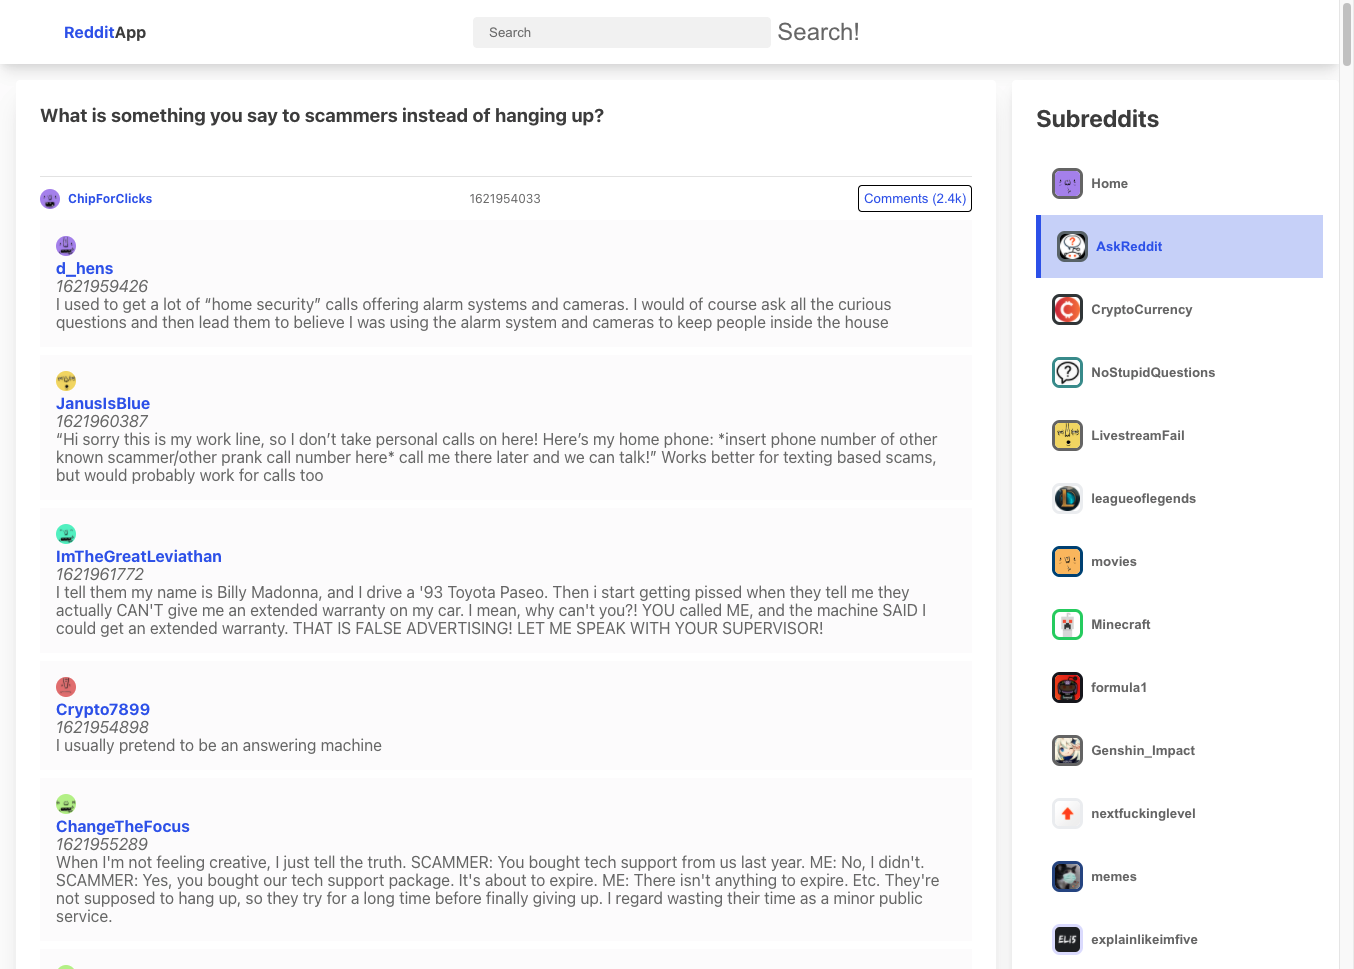 RedditApp
Search
Search!
What is something you say to scammers instead of hanging up?
ChipForClicks
1621954033
Comments (2.4k)
d_hens
1621959426
I used to get a lot of “home security” calls offering alarm systems and cameras. I would of course ask all the curious
questions and then lead them to believe I was using the alarm system and cameras to keep people inside the house
JanusIsBlue
1621960387
“Hi sorry this is my work line, so I don’t take personal calls on here! Here’s my home phone: *insert phone number of other
known scammer/other prank call number here* call me there later and we can talk!” Works better for texting based scams,
but would probably work for calls too
ImTheGreatLeviathan
1621961772
I tell them my name is Billy Madonna, and I drive a '93 Toyota Paseo. Then i start getting pissed when they tell me they
actually CAN'T give me an extended warranty on my car. I mean, why can't you?! YOU called ME, and the machine SAID I
could get an extended warranty. THAT IS FALSE ADVERTISING! LET ME SPEAK WITH YOUR SUPERVISOR!
Crypto7899
1621954898
I usually pretend to be an answering machine
ChangeTheFocus
1621955289
When I'm not feeling creative, I just tell the truth. SCAMMER: You bought tech support from us last year. ME: No, I didn't.
SCAMMER: Yes, you bought our tech support package. It's about to expire. ME: There isn't anything to expire. Etc. They're
not supposed to hang up, so they try for a long time before finally giving up. I regard wasting their time as a minor public
service.
Subreddits
Home
AskReddit
CryptoCurrency
NoStupidQuestions
LivestreamFail
leagueoflegends
movies
Minecraft
formula1
Genshin_Impact
nextfuckinglevel
memes
ELI5
explainlikeimfive